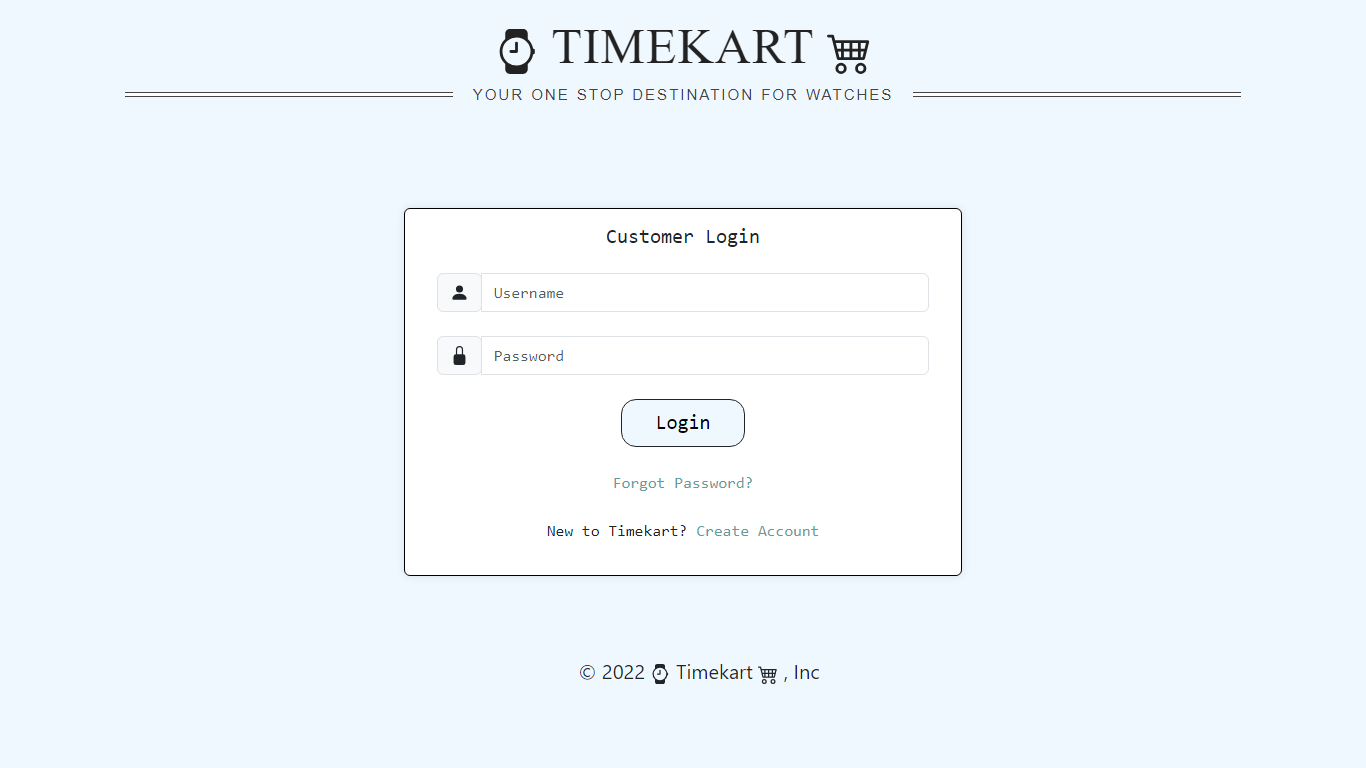 TIMEKART
YOUR ONE STOP DESTINATION FOR WATCHES
Customer Login
Username
Password
Login
Forgot Password?
New to Timekart? Create Account
© 2022 Timekart , Inc